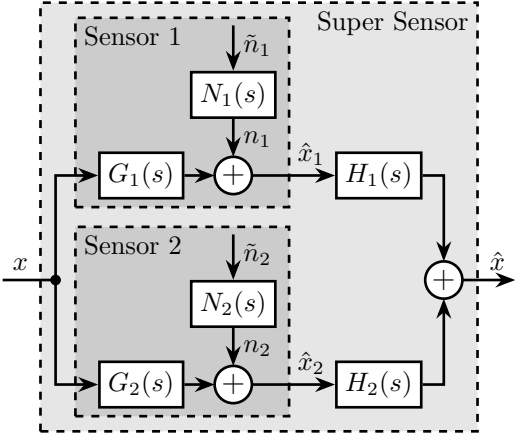 Super Sensor
Sensor 1
ñ₁
N₁(s)
n₁
G₁(s)
+
x̂₁
H₁(s)
Sensor 2
ñ₂
x
N₂(s)
+
x̂
n₂
G₂(s)
+
x̂₂
H₂(s)